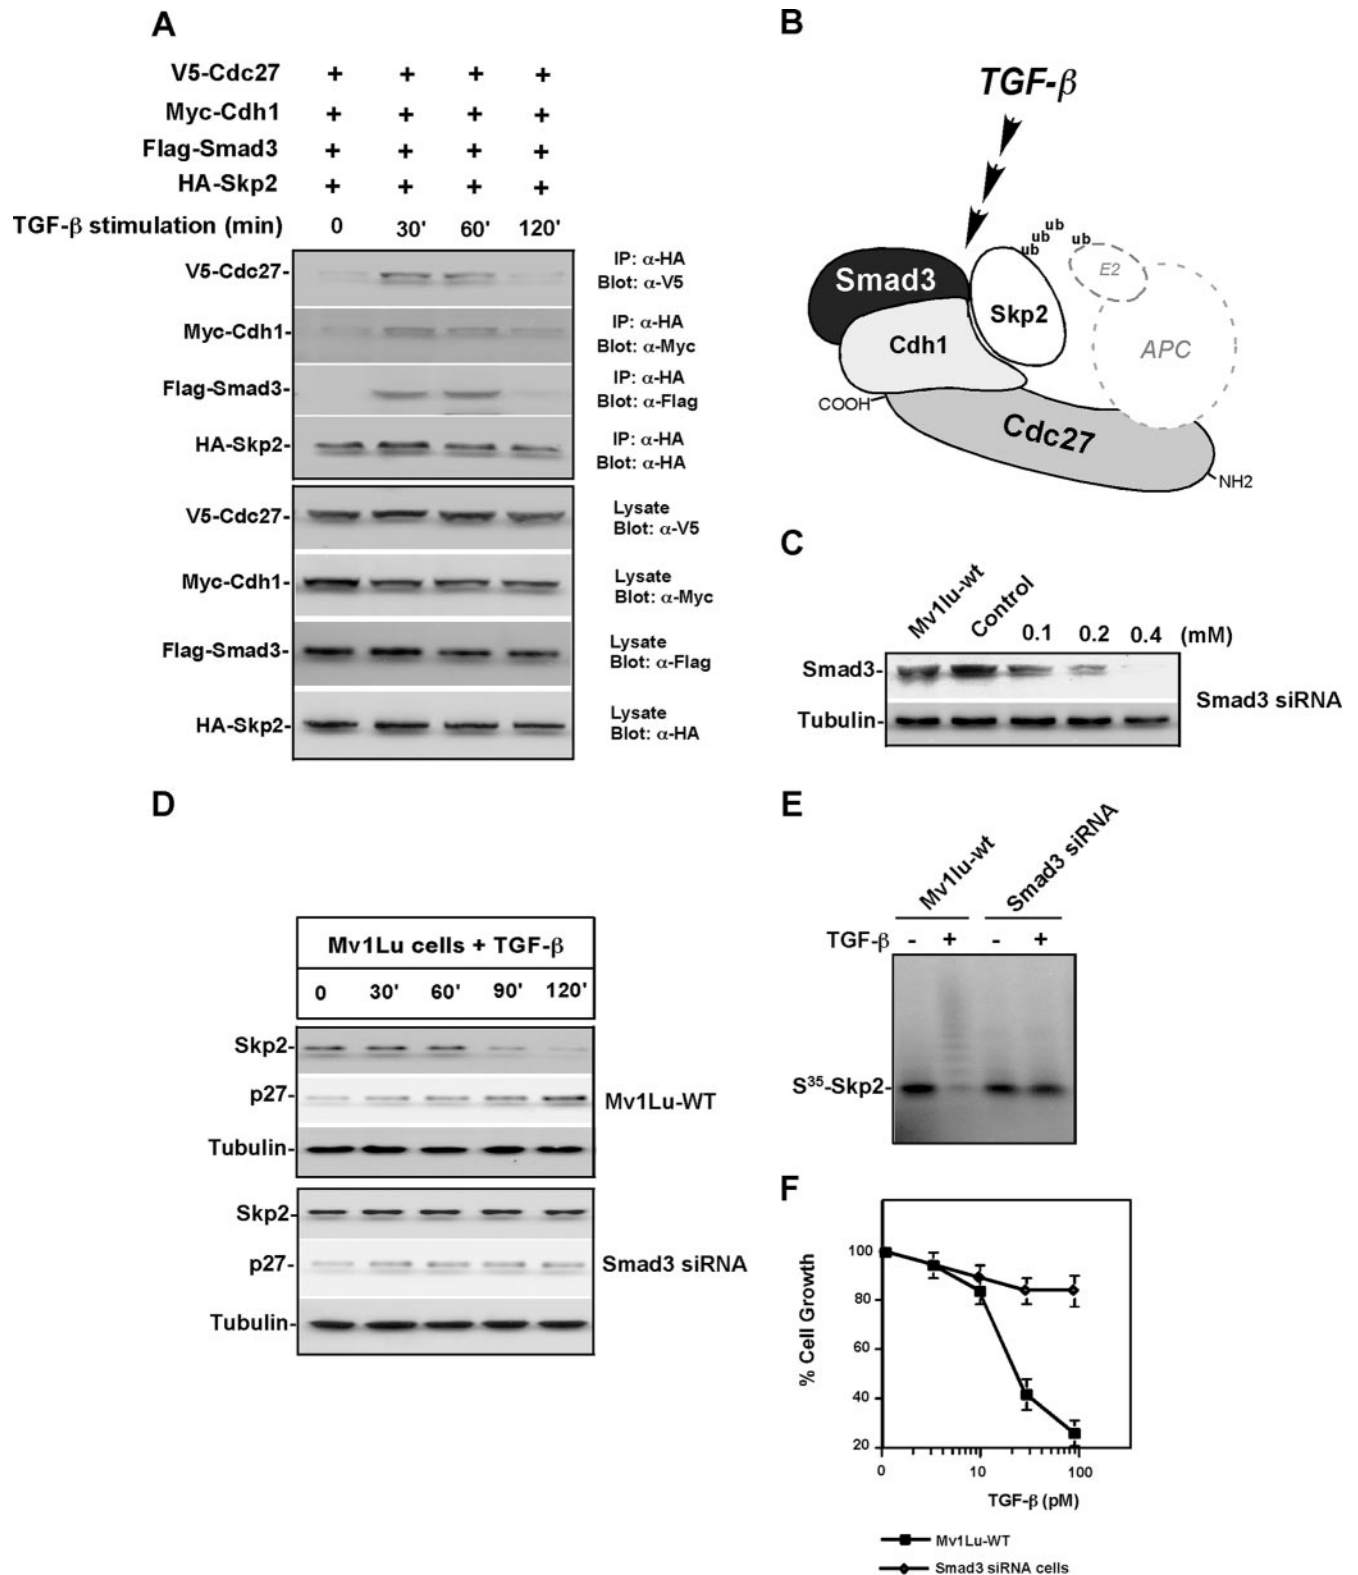 A
V5-Cdc27 + + + +
Myc-Cdh1 + + + +
Flag-Smad3 + + + +
HA-Skp2 + + + +
TGF-β stimulation (min) 0 30' 60' 120'
V5-Cdc27-
IP: α-HA
Blot: α-V5
Myc-Cdh1-
IP: α-HA
Blot: α-Myc
Flag-Smad3-
IP: α-HA
Blot: α-Flag
HA-Skp2-
IP: α-HA
Blot: α-HA
V5-Cdc27-
Lysate
Blot: α-V5
Myc-Cdh1-
Lysate
Blot: α-Myc
Flag-Smad3-
Lysate
Blot: α-Flag
HA-Skp2-
Lysate
Blot: α-HA
B
TGF-β
ub
ub
ub
ub
E2
Smad3
Skp2
Cdh1
APC
COOH
Cdc27
NH2
C
Mv1lu-wt
Control
0.1 0.2 0.4 (mM)
Smad3-
Tubulin-
Smad3 siRNA
D
Mv1Lu cells + TGF-β
0 30' 60' 90' 120'
Skp2-
p27-
Tubulin-
Mv1Lu-WT
Skp2-
p27-
Tubulin-
Smad3 siRNA
E
Mv1lu-wt
Smad3 siRNA
TGF-β - + - +
S³⁵-Skp2-
F
% Cell Growth
100
80
60
40
20
0 10 100
TGF-β (pM)
Mv1Lu-WT
Smad3 siRNA cells